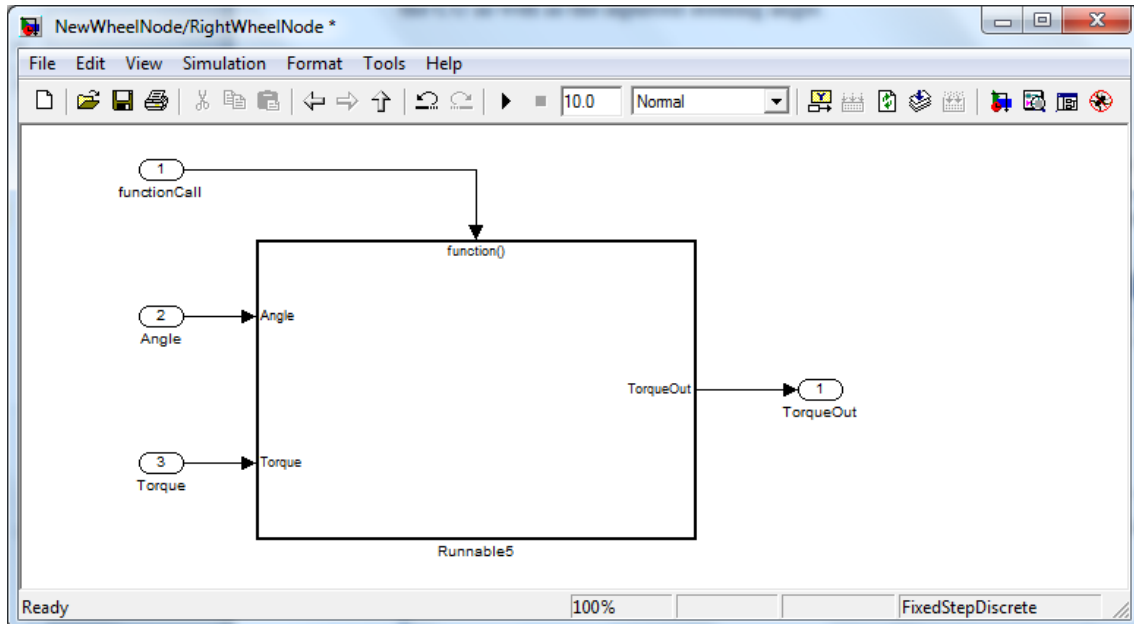 NewWheelNode/RightWheelNode *
File Edit View Simulation Format Tools Help
10.0 Normal
1
functionCall
function()
2
Angle
Angle
TorqueOut
1
TorqueOut
3
Torque
Torque
Runnable5
Ready 100% FixedStepDiscrete